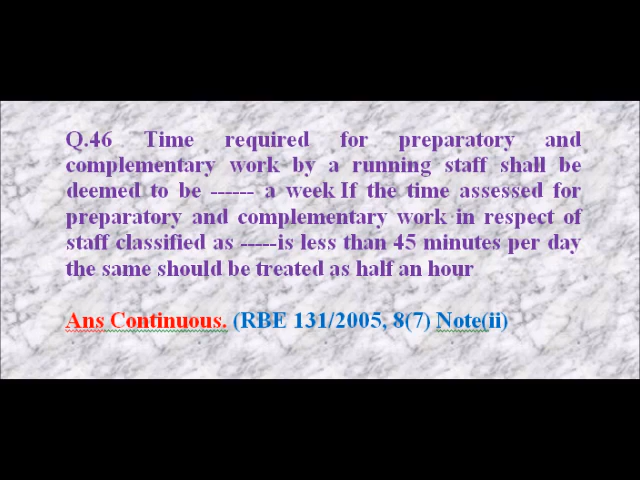 Q.46 Time required for preparatory and
complementary work by a running staff shall be
deemed to be ------ a week If the time assessed for
preparatory and complementary work in respect of
staff classified as -----is less than 45 minutes per day
the same should be treated as half an hour
Ans Continuous. (RBE 131/2005, 8(7) Note(ii)